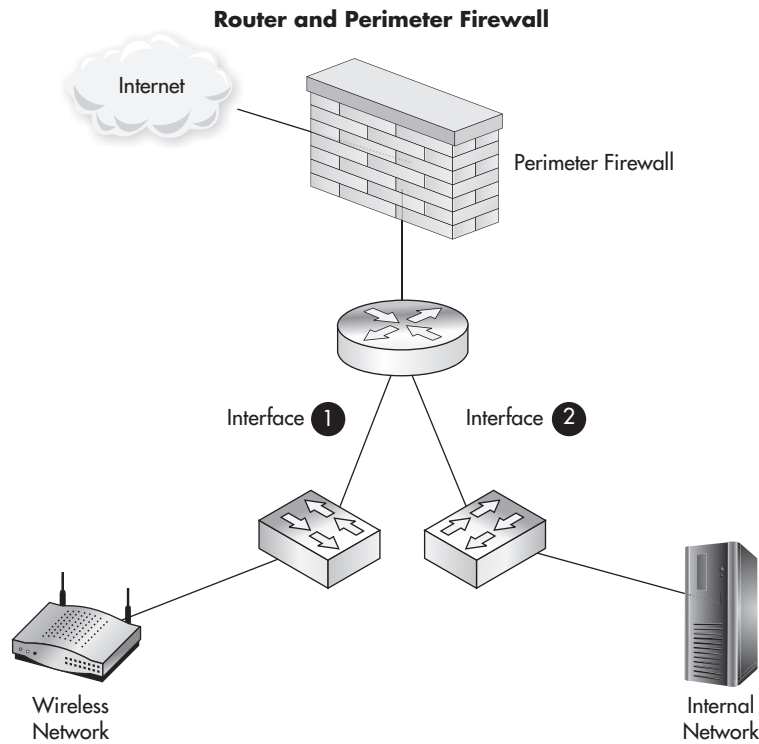 Router and Perimeter Firewall
Internet
Perimeter Firewall
Interface 1
Interface 2
Wireless
Network
Internal
Network